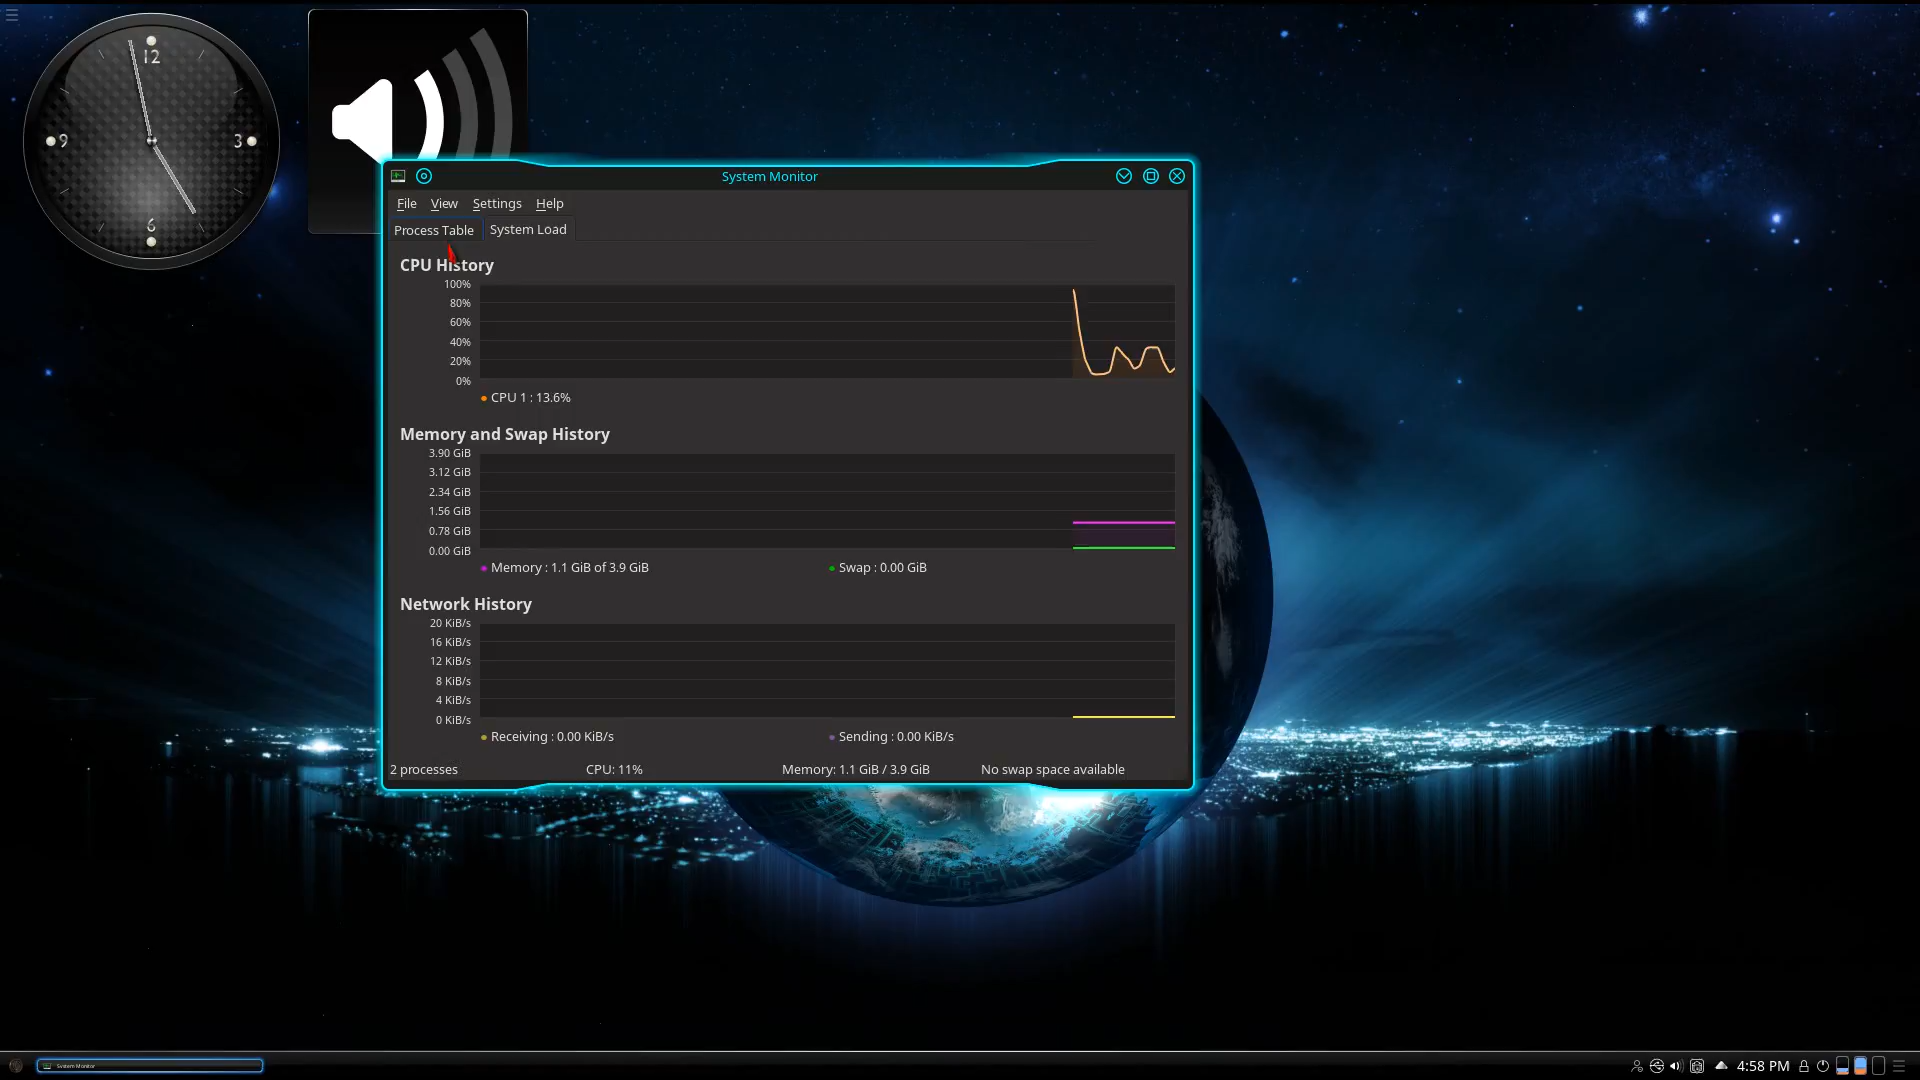 12
9
3
6
System Monitor
File View Settings Help
Process Table System Load
CPU History
100%
80%
60%
40%
20%
0%
CPU 1 : 13.6%
Memory and Swap History
3.90 GiB
3.12 GiB
2.34 GiB
1.56 GiB
0.78 GiB
0.00 GiB
Memory : 1.1 GiB of 3.9 GiB Swap : 0.00 GiB
Network History
20 KiB/s
16 KiB/s
12 KiB/s
8 KiB/s
4 KiB/s
0 KiB/s
Receiving : 0.00 KiB/s Sending : 0.00 KiB/s
2 processes CPU: 11% Memory: 1.1 GiB / 3.9 GiB No swap space available
System Monitor 4:58 PM